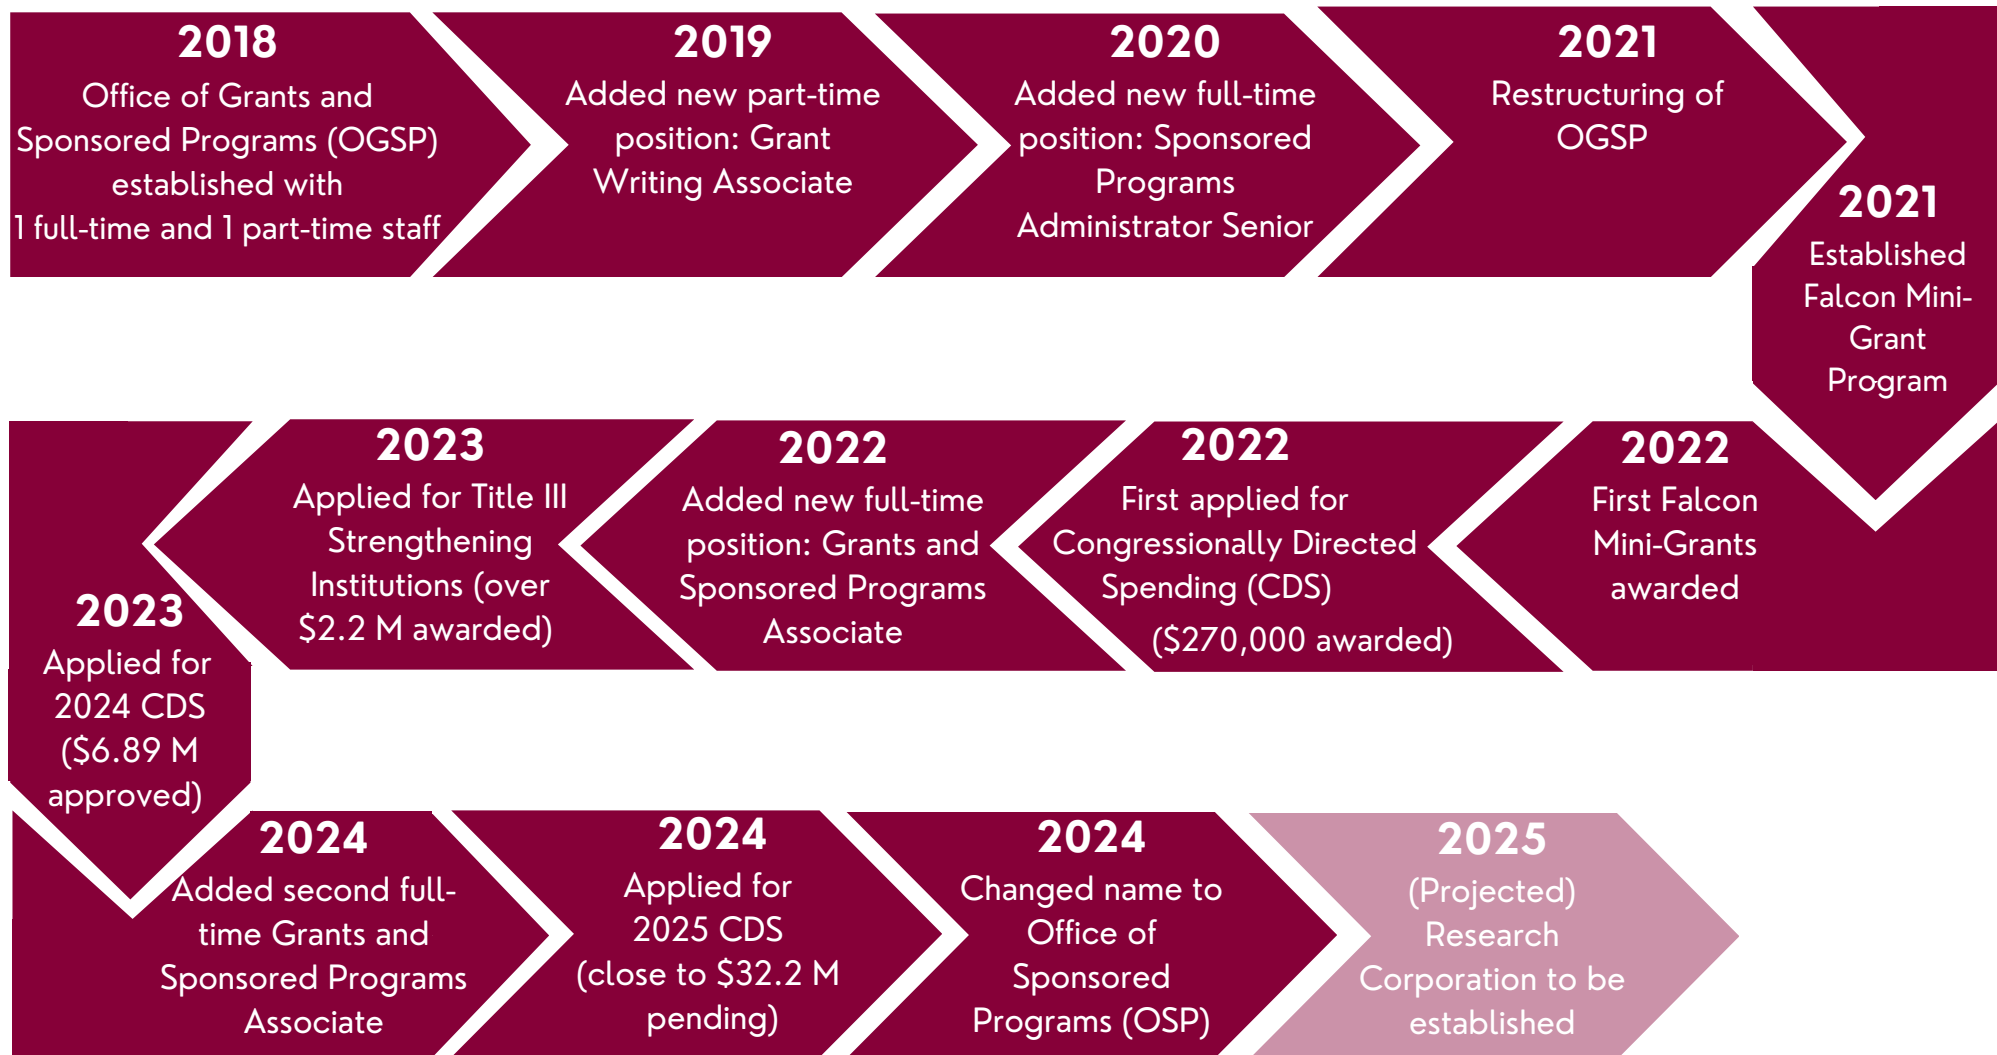 2018
Office of Grants and
Sponsored Programs (OGSP)
established with
1 full-time and 1 part-time staff
2019
Added new part-time
position: Grant
Writing Associate
2020
Added new full-time
position: Sponsored
Programs
Administrator Senior
2021
Restructuring of
OGSP
2021
Established
Falcon Mini-
Grant
Program
2022
First Falcon
Mini-Grants
awarded
2022
First applied for
Congressionally Directed
Spending (CDS)
($270,000 awarded)
2022
Added new full-time
position: Grants and
Sponsored Programs
Associate
2023
Applied for Title III
Strengthening
Institutions (over
$2.2 M awarded)
2023
Applied for
2024 CDS
($6.89 M
approved)
2024
Added second full-
time Grants and
Sponsored Programs
Associate
2024
Applied for
2025 CDS
(close to $32.2 M
pending)
2024
Changed name to
Office of
Sponsored
Programs (OSP)
2025
(Projected)
Research
Corporation to be
established